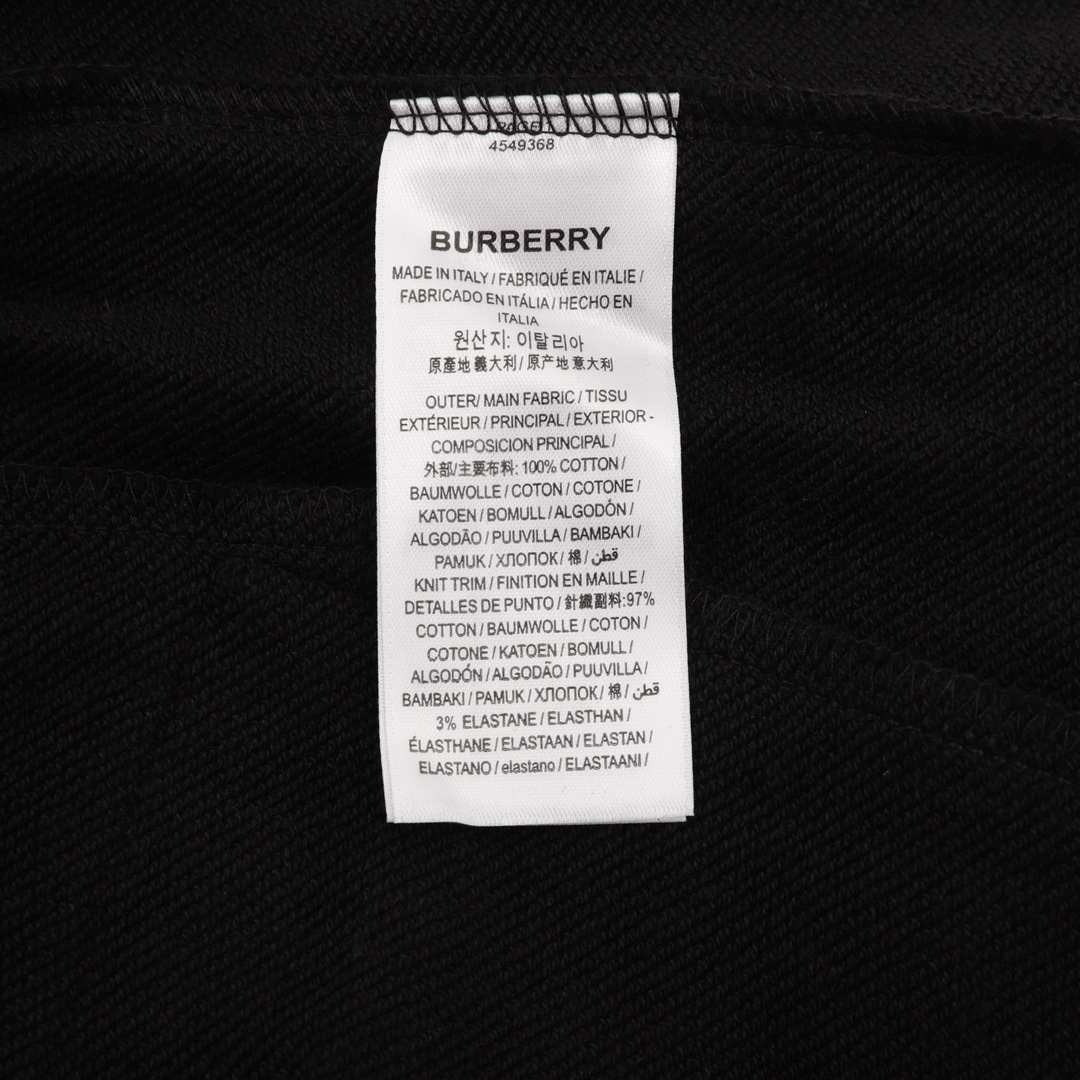 4549368
BURBERRY
MADE IN ITALY / FABRIQUÉ EN ITALIE /
FABRICADO EN ITÁLIA / HECHO EN
ITALIA
원산지: 이탈리아
原產地義大利 / 原产地意大利
OUTER/ MAIN FABRIC / TISSU
EXTÉRIEUR / PRINCIPAL / EXTERIOR -
COMPOSICION PRINCIPAL /
外部/主要布料: 100% COTTON /
BAUMWOLLE / COTON / COTONE /
KATOEN / BOMULL / ALGODÓN /
ALGODÃO / PUUVILLA / BAMBAKI /
PAMUK / ХЛОПОК / 棉 / قطن
KNIT TRIM / FINITION EN MAILLE /
DETALLES DE PUNTO / 針織副料:97%
COTTON / BAUMWOLLE / COTON /
COTONE / KATOEN / BOMULL /
ALGODÓN / ALGODÃO / PUUVILLA /
BAMBAKI / PAMUK / ХЛОПОК / 棉 / قطن
3% ELASTANE / ELASTHAN /
ÉLASTHANE / ELASTAAN / ELASTAN /
ELASTANO / elastano / ELASTAANI /